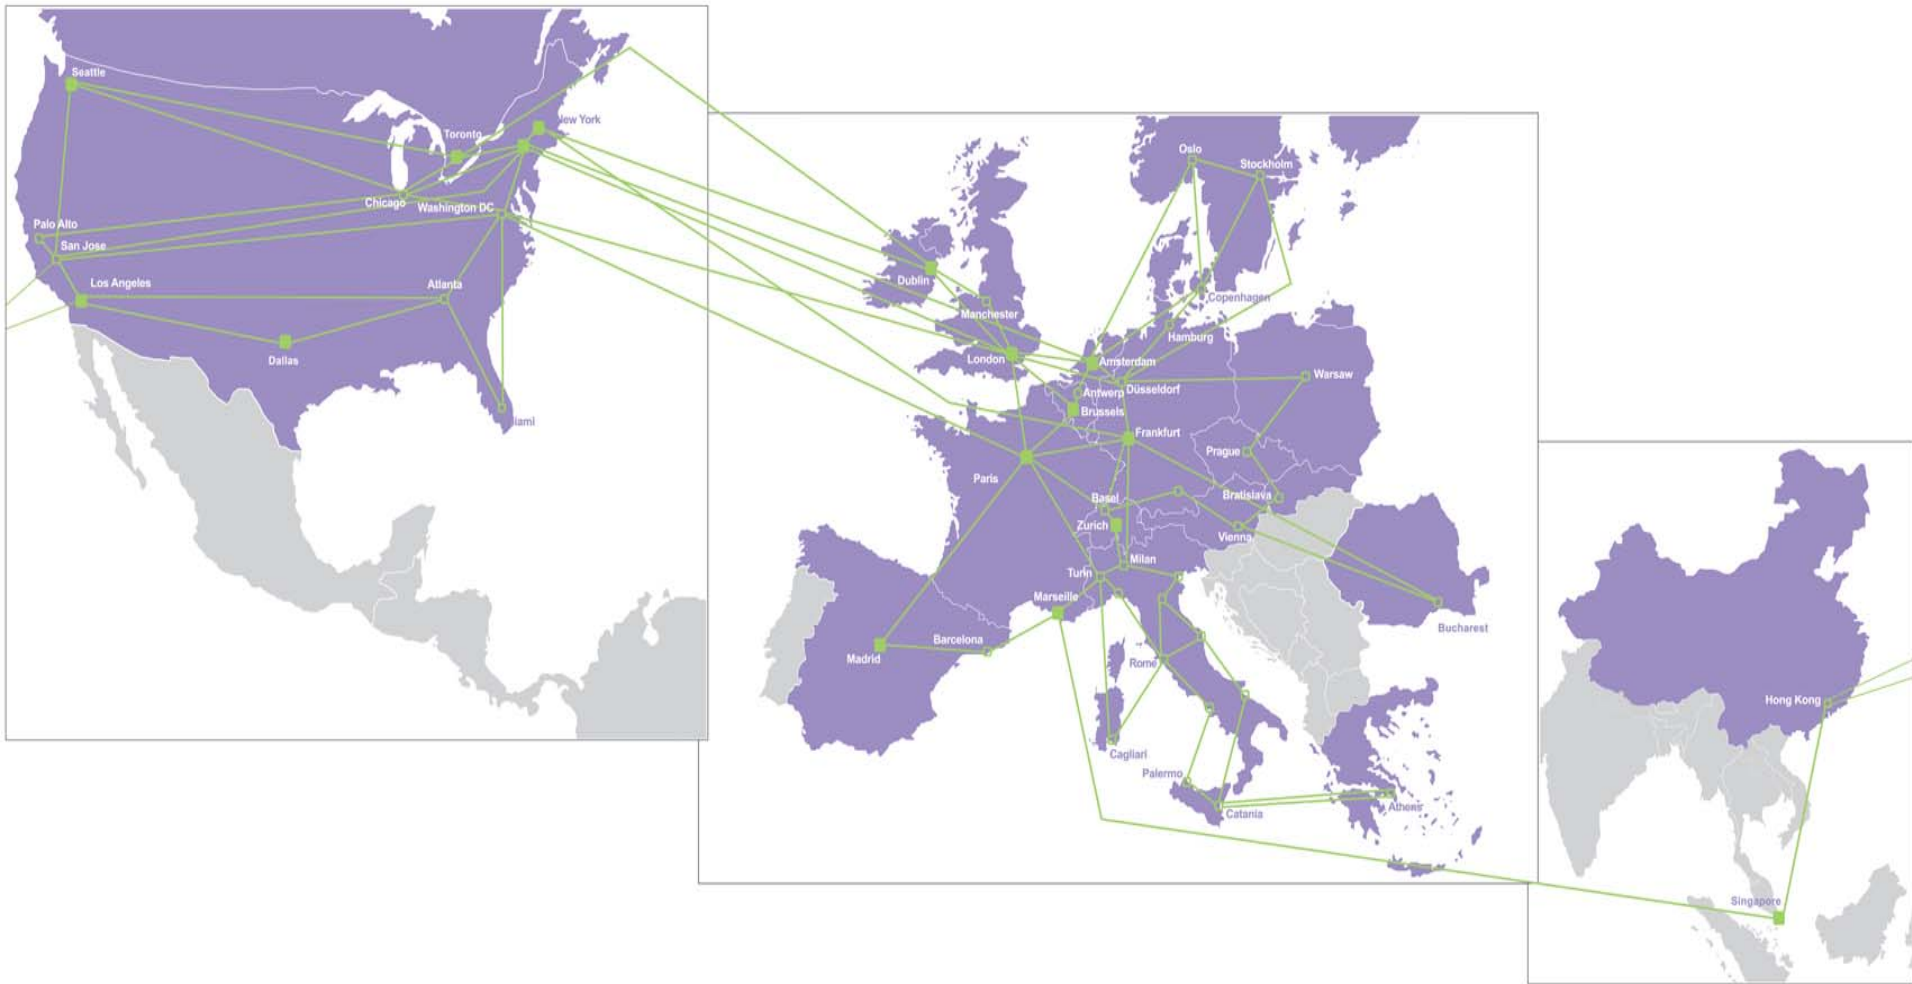 Seattle
New York
Toronto
Chicago
Washington DC
Palo Alto
San Jose
Los Angeles
Atlanta
Dallas
iami
Oslo
Stockholm
Dublin
Copenhagen
Manchester
Hamburg
London
Amsterdam
Warsaw
Düsseldorf
Antwerp
Brussels
Frankfurt
Prague
Paris
Basel
Bratislava
Zurich
Vienna
Milan
Turin
Marseille
Bucharest
Barcelona
Madrid
Rome
Cagliari
Palermo
Catania
Athens
Hong Kong
Singapore